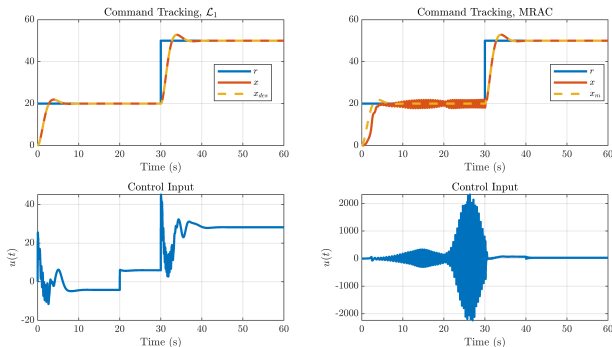 Command Tracking, ℒ₁
60
40
20
0
r
x
x_des
0 10 20 30 40 50 60
Time (s)
Command Tracking, MRAC
60
40
20
0
r
x
x_m
0 10 20 30 40 50 60
Time (s)
Control Input
40
20
0
-20
u(t)
0 10 20 30 40 50 60
Time (s)
Control Input
2000
1000
0
-1000
-2000
u(t)
0 10 20 30 40 50 60
Time (s)